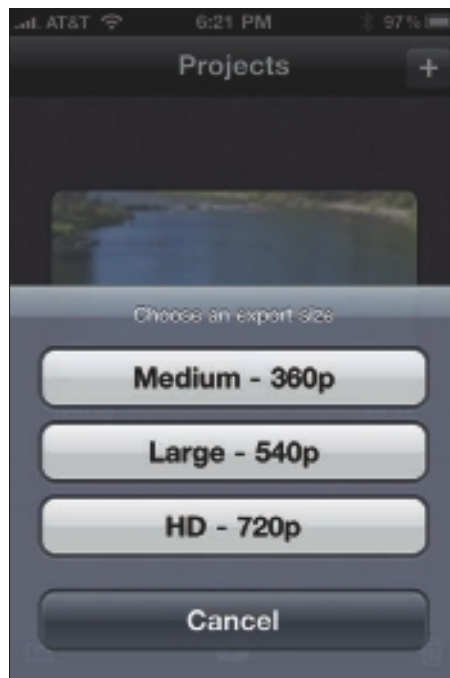 AT&T 6:21 PM 97%
Projects +
Choose an export size
Medium - 360p
Large - 540p
HD - 720p
Cancel